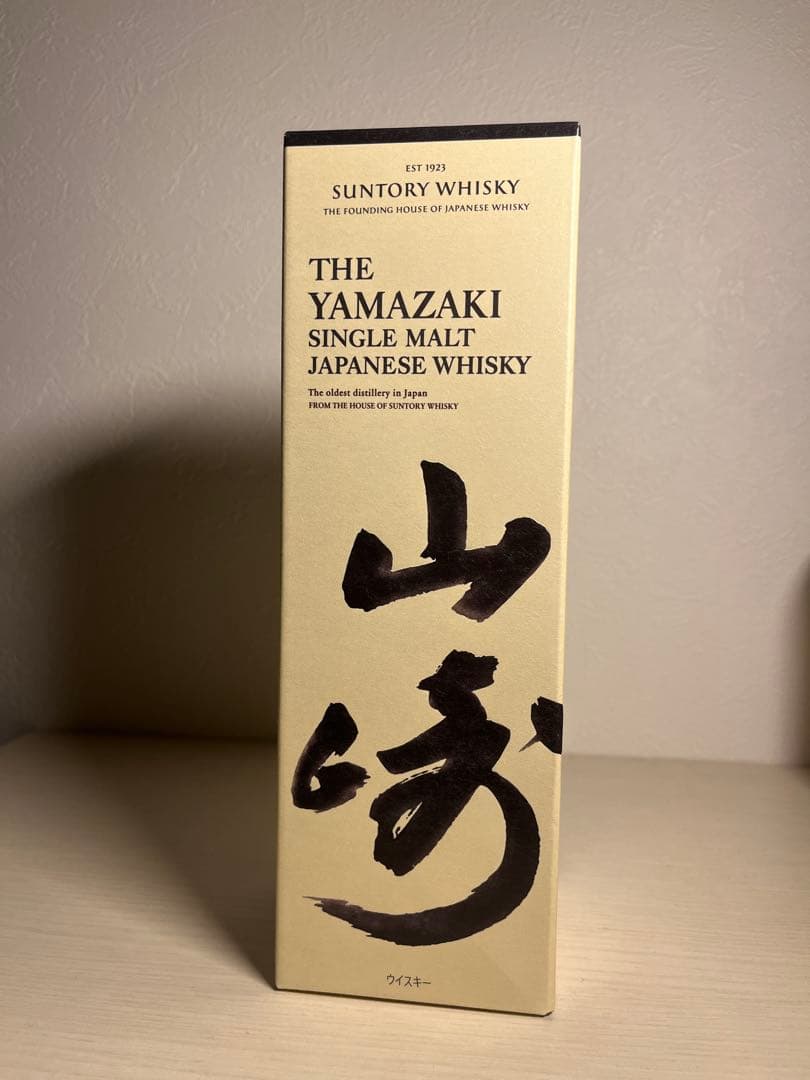 EST 1923
SUNTORY WHISKY
THE FOUNDING HOUSE OF JAPANESE WHISKY
THE
YAMAZAKI
SINGLE MALT
JAPANESE WHISKY
The oldest distillery in Japan
FROM THE HOUSE OF SUNTORY WHISKY
山
崎
ウイスキー